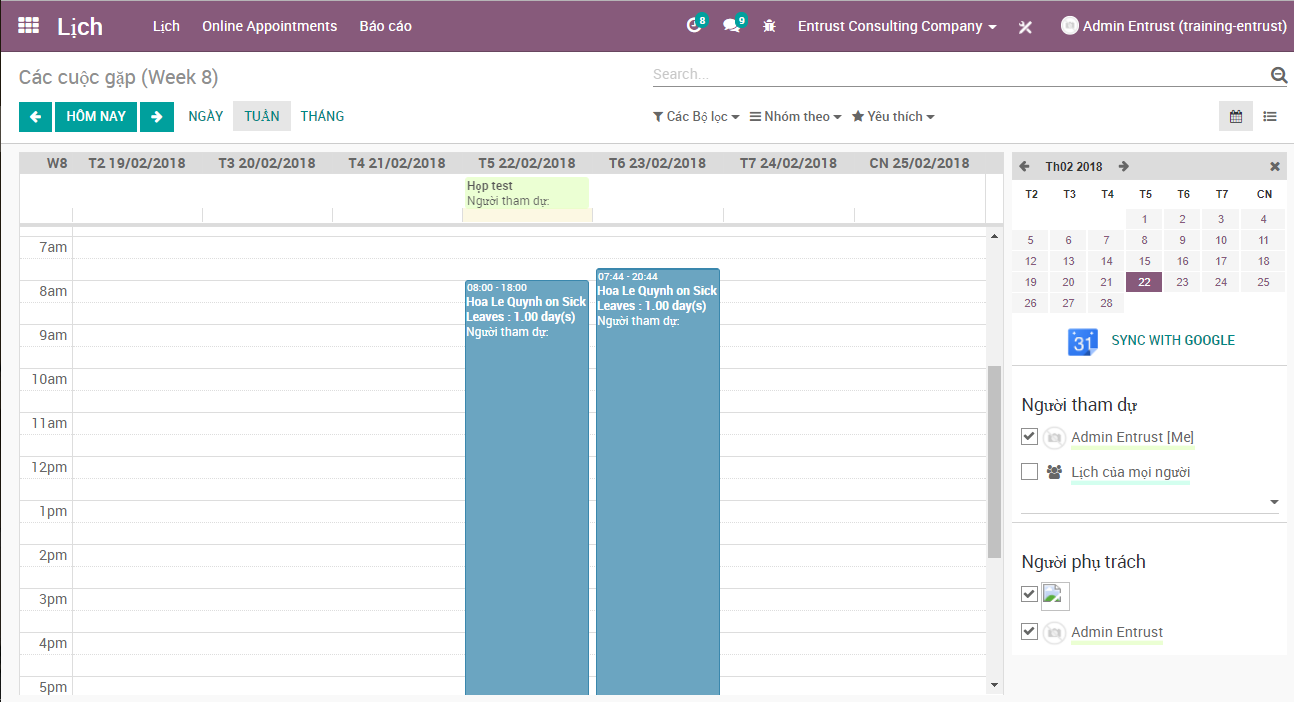 Lịch
Lịch Online Appointments Báo cáo 8 9 Entrust Consulting Company Admin Entrust (training-entrust)
Các cuộc gặp (Week 8)
Search...
HÔM NAY NGÀY TUẦN THÁNG
Các Bộ lọc Nhóm theo Yêu thích
W8 T2 19/02/2018 T3 20/02/2018 T4 21/02/2018 T5 22/02/2018 T6 23/02/2018 T7 24/02/2018 CN 25/02/2018
Họp test
Người tham dự:
7am
8am
9am
10am
11am
12pm
1pm
2pm
3pm
4pm
5pm
08:00 - 18:00
Hoa Le Quynh on Sick
Leaves : 1.00 day(s)
Người tham dự:
07:44 - 20:44
Hoa Le Quynh on Sick
Leaves : 1.00 day(s)
Người tham dự:
Th02 2018
T2 T3 T4 T5 T6 T7 CN
1 2 3 4
5 6 7 8 9 10 11
12 13 14 15 16 17 18
19 20 21 22 23 24 25
26 27 28
31 SYNC WITH GOOGLE
Người tham dự
Admin Entrust [Me]
Lịch của mọi người
Người phụ trách
Admin Entrust